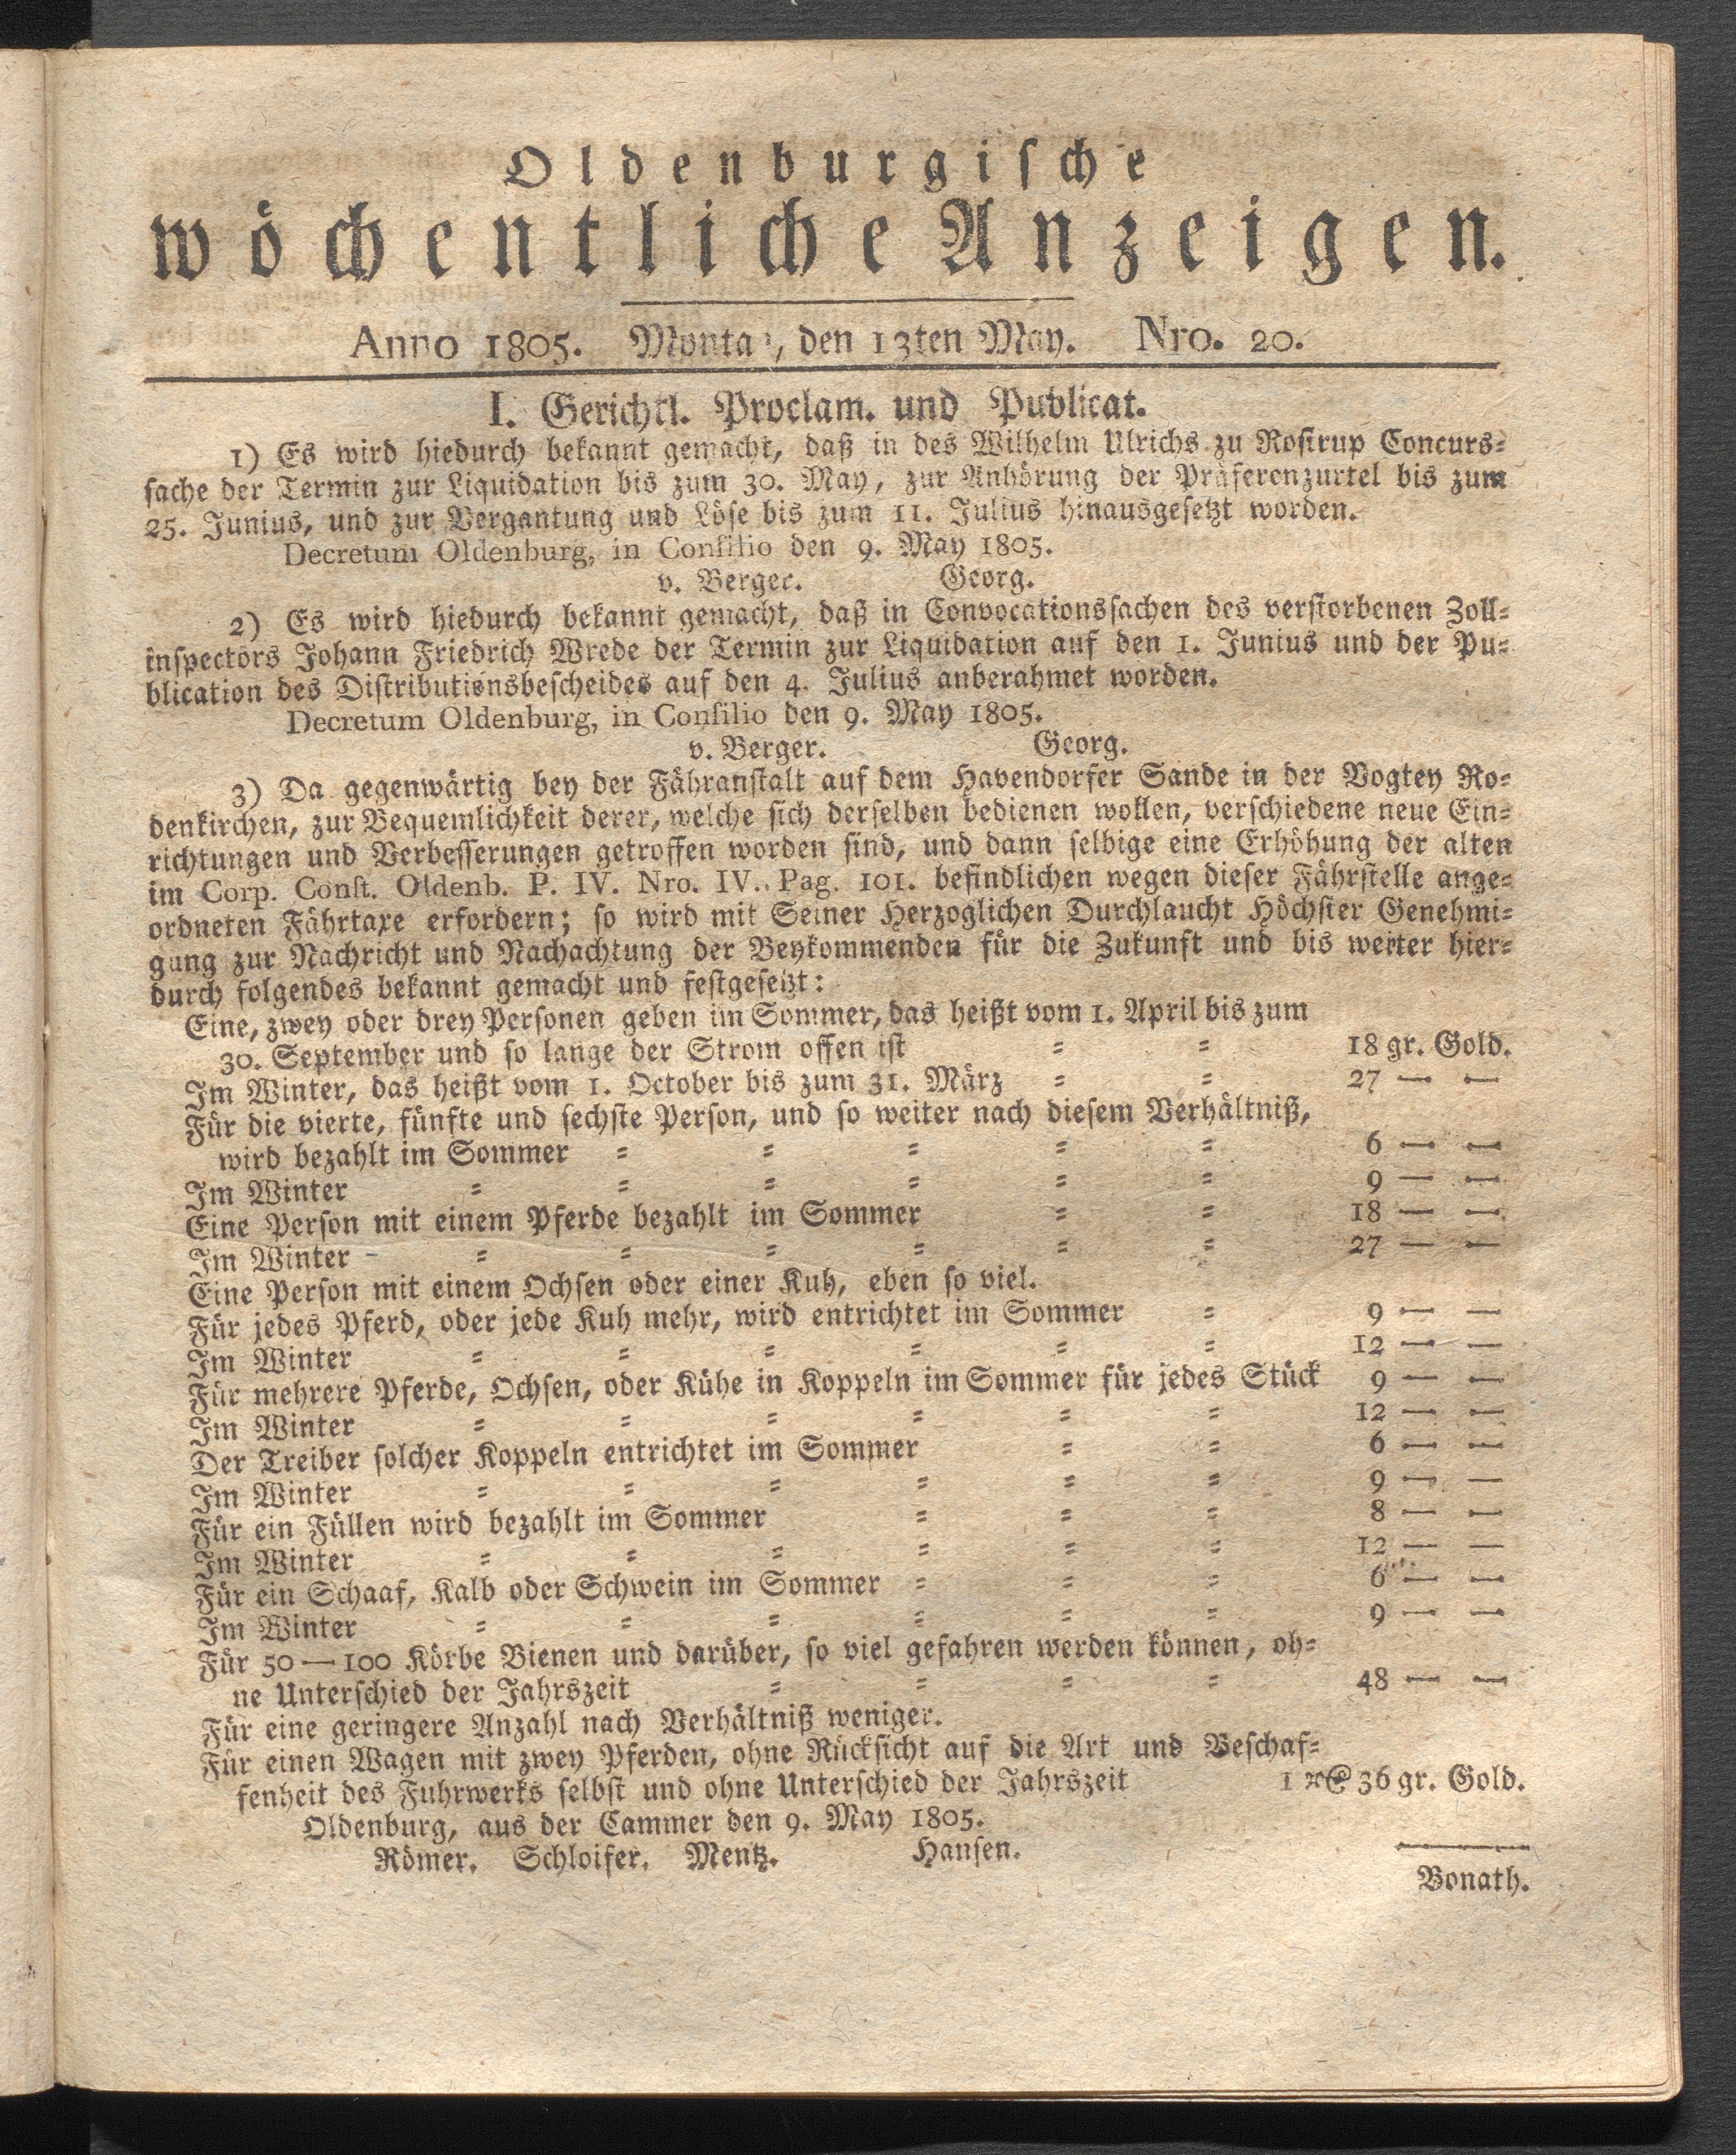 Oldenburgische
wöchentliche Anzeigen.
Anno 1805. Montag, den 13ten May. Nro. 20.
I. Gerichtl. Proclam. und Publicat.
1) Es wird hiedurch bekannt gemacht, daß in des Wilhelm Ulrichs zu Rostrup Concurs-
sache der Termin zur Liquidation bis zum 30. May, zur Anhörung der Präferenzurtel bis zum
25. Junius, und zur Vergantung und Löse bis zum 11. Julius hinausgesetzt worden.
Decretum Oldenburg, in Consilio den 9. May 1805.
v. Berger. Georg.
2) Es wird hiedurch bekannt gemacht, daß in Convocationssachen des verstorbenen Zoll-
inspectors Johann Friedrich Wrede der Termin zur Liquidation auf den 1. Junius und der Pu-
blication des Distributionsbescheides auf den 4. Julius anberahmet worden.
Decretum Oldenburg, in Consilio den 9. May 1805.
v. Berger. Georg.
3) Da gegenwärtig bey der Fähranstalt auf dem Havendorfer Sande in der Vogtey Ro-
denkirchen, zur Bequemlichkeit derer, welche sich derselben bedienen wollen, verschiedene neue Ein-
richtungen und Verbesserungen getroffen worden sind, und dann selbige eine Erhöhung der alten
im Corp. Const. Oldenb. P. IV. Nro. IV. Pag. 101. befindlichen wegen dieser Fährstelle ange-
ordneten Fährtaxe erfordern; so wird mit Seiner Herzoglichen Durchlaucht Höchster Genehmi-
gung zur Nachricht und Nachachtung der Beykommenden für die Zukunft und bis weiter hier-
durch folgendes bekannt gemacht und festgesetzt:
Eine, zwey oder drey Personen geben im Sommer, das heißt vom 1. April bis zum
30. September und so lange der Strom offen ist = = 18 gr. Gold.
Im Winter, das heißt vom 1. October bis zum 31. März = = 27 — —
Für die vierte, fünfte und sechste Person, und so weiter nach diesem Verhältniß,
wird bezahlt im Sommer = = = = = 6 — —
Im Winter = = = = = = 9 — —
Eine Person mit einem Pferde bezahlt im Sommer = = 18 — —
Im Winter = = = = = = 27 — —
Eine Person mit einem Ochsen oder einer Kuh, eben so viel.
Für jedes Pferd, oder jede Kuh mehr, wird entrichtet im Sommer = 9 — —
Im Winter = = = = = = 12 — —
Für mehrere Pferde, Ochsen, oder Kühe in Koppeln im Sommer für jedes Stück 9 — —
Im Winter = = = = = = 12 — —
Der Treiber solcher Koppeln entrichtet im Sommer = = 6 — —
Im Winter = = = = = = 9 — —
Für ein Füllen wird bezahlt im Sommer = = = 8 — —
Im Winter = = = = = = 12 — —
Für ein Schaaf, Kalb oder Schwein im Sommer = = = 6 — —
Im Winter = = = = = = 9 — —
Für 50—100 Körbe Bienen und darüber, so viel gefahren werden können, oh-
ne Unterschied der Jahrszeit = = = = 48 — —
Für eine geringere Anzahl nach Verhältniß weniger.
Für einen Wagen mit zwey Pferden, ohne Rücksicht auf die Art und Beschaf-
fenheit des Fuhrwerks selbst und ohne Unterschied der Jahrszeit 1 Rthlr 36 gr. Gold.
Oldenburg, aus der Cammer den 9. May 1805.
Römer. Schloifer. Mentz. Hansen.
Bonath.